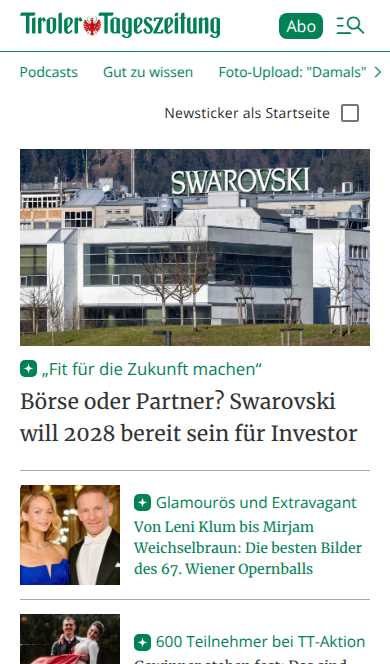 Tiroler Tageszeitung
Abo
Podcasts Gut zu wissen Foto-Upload: "Damals"
Newsticker als Startseite
SWAROVSKI
„Fit für die Zukunft machen“
Börse oder Partner? Swarovski
will 2028 bereit sein für Investor
Glamourös und Extravagant
Von Leni Klum bis Mirjam
Weichselbraun: Die besten Bilder
des 67. Wiener Opernballs
600 Teilnehmer bei TT-Aktion